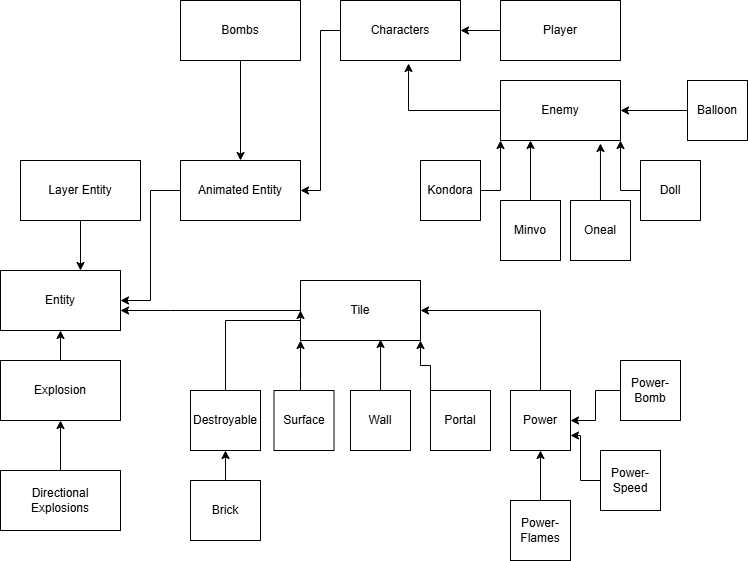 Bombs
Characters
Player
Enemy
Balloon
Layer Entity
Animated Entity
Kondora
Minvo
Oneal
Doll
Entity
Tile
Explosion
Destroyable
Surface
Wall
Portal
Power
Power-
Bomb
Directional
Explosions
Brick
Power-
Speed
Power-
Flames